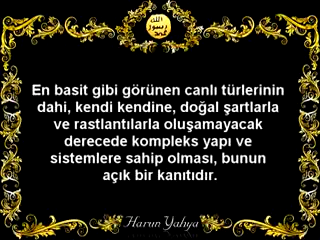 En basit gibi görünen canlı türlerinin
dahi, kendi kendine, doğal şartlarla
ve rastlantılarla oluşamayacak
derecede kompleks yapı ve
sistemlere sahip olması, bunun
açık bir kanıtıdır.
Harun Yahya